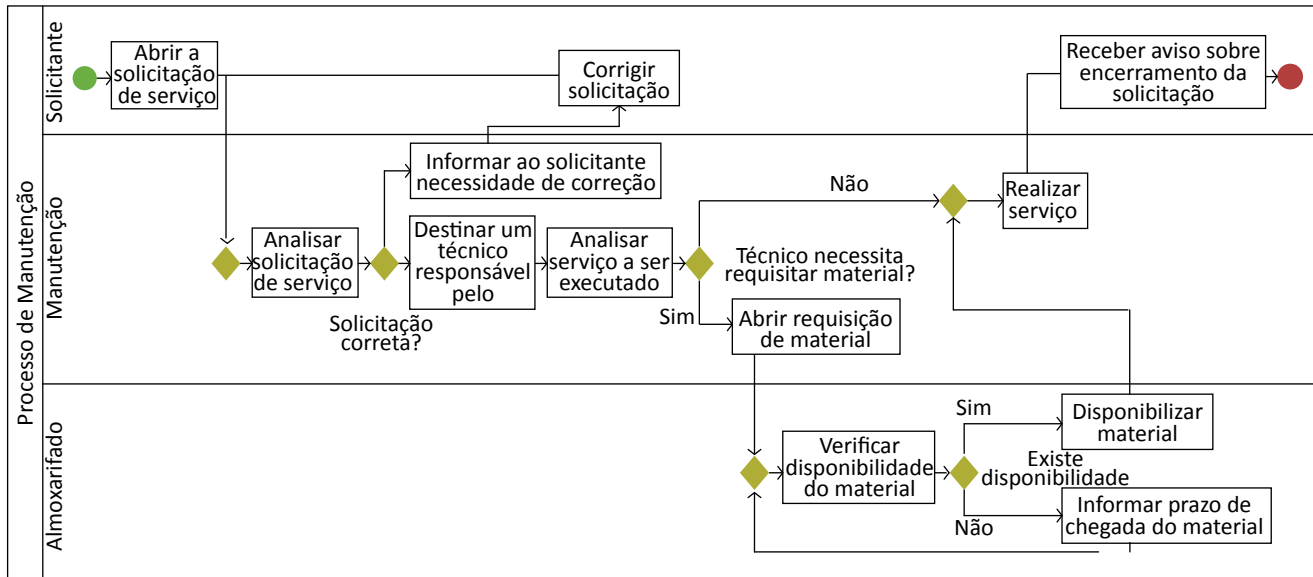 Processo de Manutenção
Solicitante
Abrir a
solicitação
de serviço
Corrigir
solicitação
Receber aviso sobre
encerramento da
solicitação
Manutenção
Informar ao solicitante
necessidade de correção
Não
Realizar
serviço
Analisar
solicitação
de serviço
Destinar um
técnico
responsável
pelo
Analisar
serviço a ser
executado
Técnico necessita
requisitar material?
Solicitação
correta?
Sim
Abrir requisição
de material
Almoxarifado
Sim
Disponibilizar
material
Verificar
disponibilidade
do material
Existe
disponibilidade
Não
Informar prazo de
chegada do material